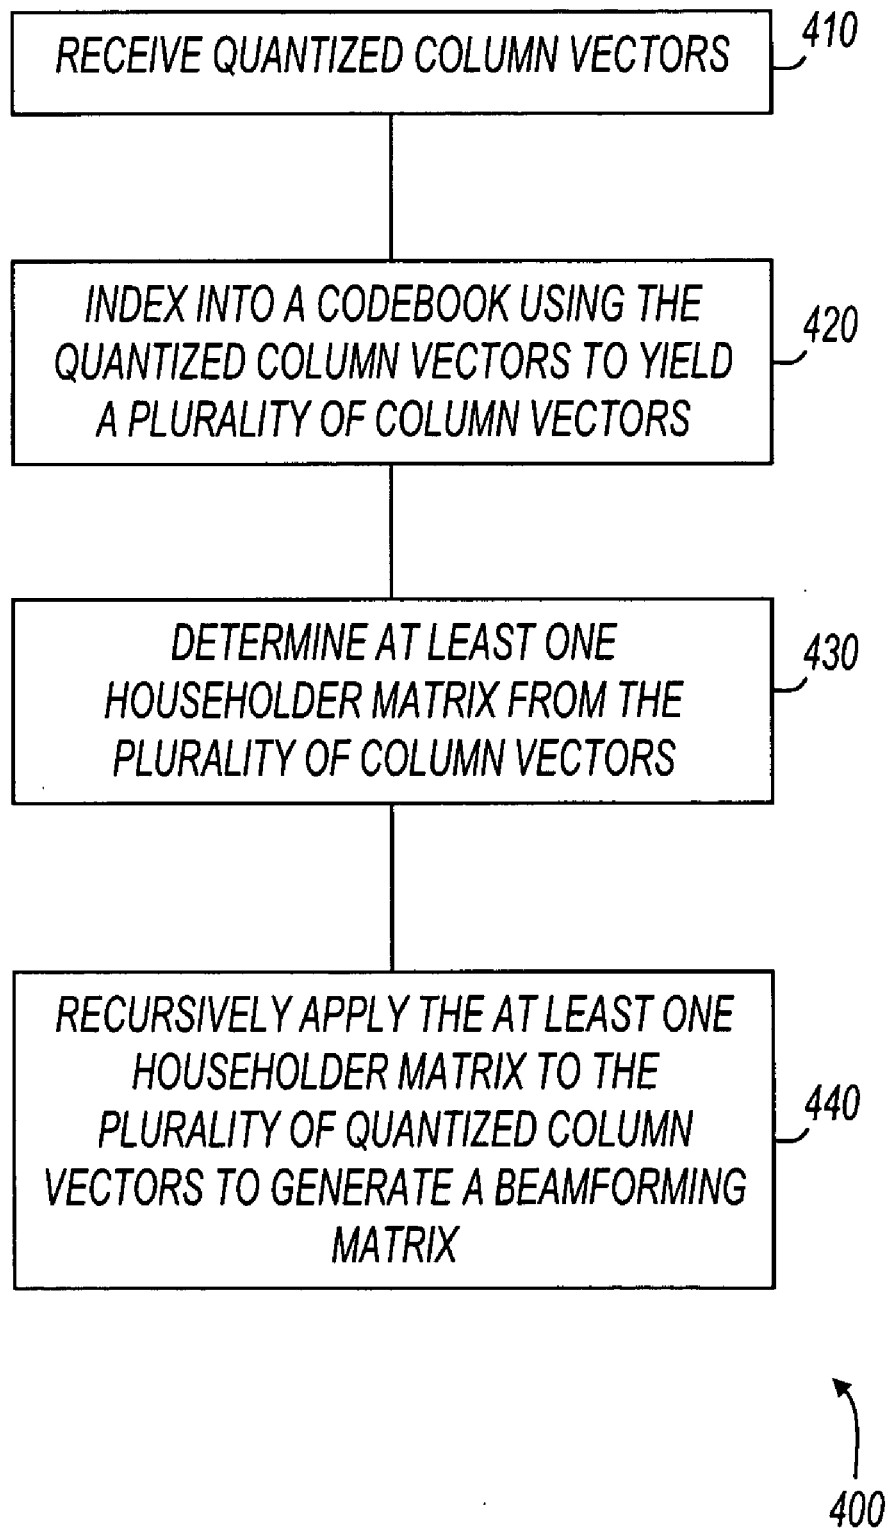 RECEIVE QUANTIZED COLUMN VECTORS
410
INDEX INTO A CODEBOOK USING THE
QUANTIZED COLUMN VECTORS TO YIELD
A PLURALITY OF COLUMN VECTORS
420
DETERMINE AT LEAST ONE
HOUSEHOLDER MATRIX FROM THE
PLURALITY OF COLUMN VECTORS
430
RECURSIVELY APPLY THE AT LEAST ONE
HOUSEHOLDER MATRIX TO THE
PLURALITY OF QUANTIZED COLUMN
VECTORS TO GENERATE A BEAMFORMING
MATRIX
440
400